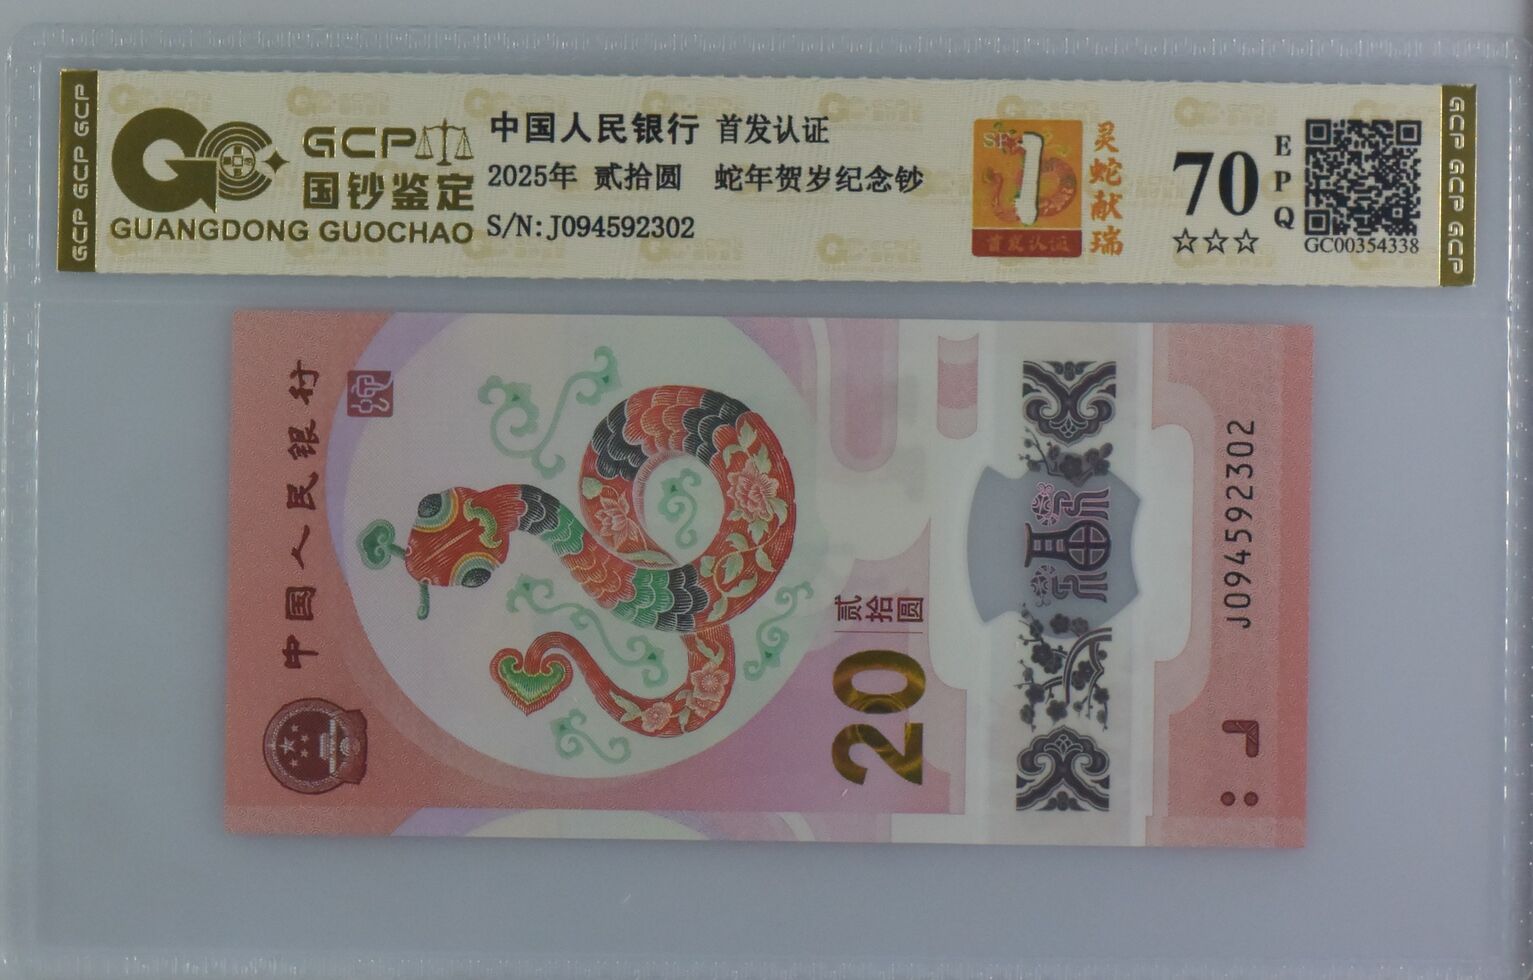 GCP GCP GCP
GCP
国钞鉴定
GUANGDONG GUOCHAO
中国人民银行 首发认证
2025年 贰拾圆 蛇年贺岁纪念钞
S/N:J094592302
SP
1
首发认证
灵蛇献瑞
70
EPQ
☆☆☆
GC00354338
GCP GCP GCP
中国人民银行
贰拾圆
20
福
J094592302